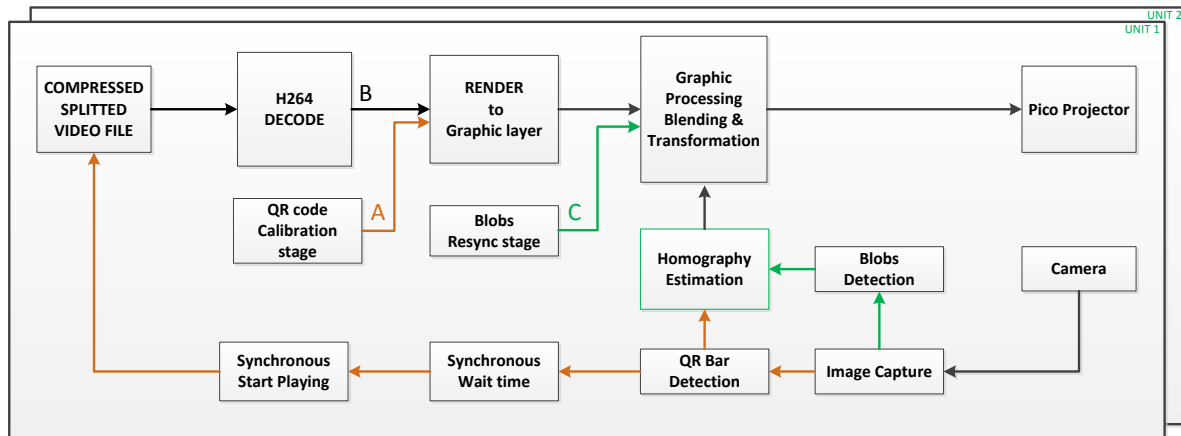 UNIT 2
UNIT 1
COMPRESSED
SPLITTED
VIDEO FILE
H264
DECODE
B
RENDER
to
Graphic layer
Graphic
Processing
Blending &
Transformation
Pico Projector
QR code
Calibration
stage
A
Blobs
Resync stage
C
Homography
Estimation
Blobs
Detection
Camera
Synchronous
Start Playing
Synchronous
Wait time
QR Bar
Detection
Image Capture